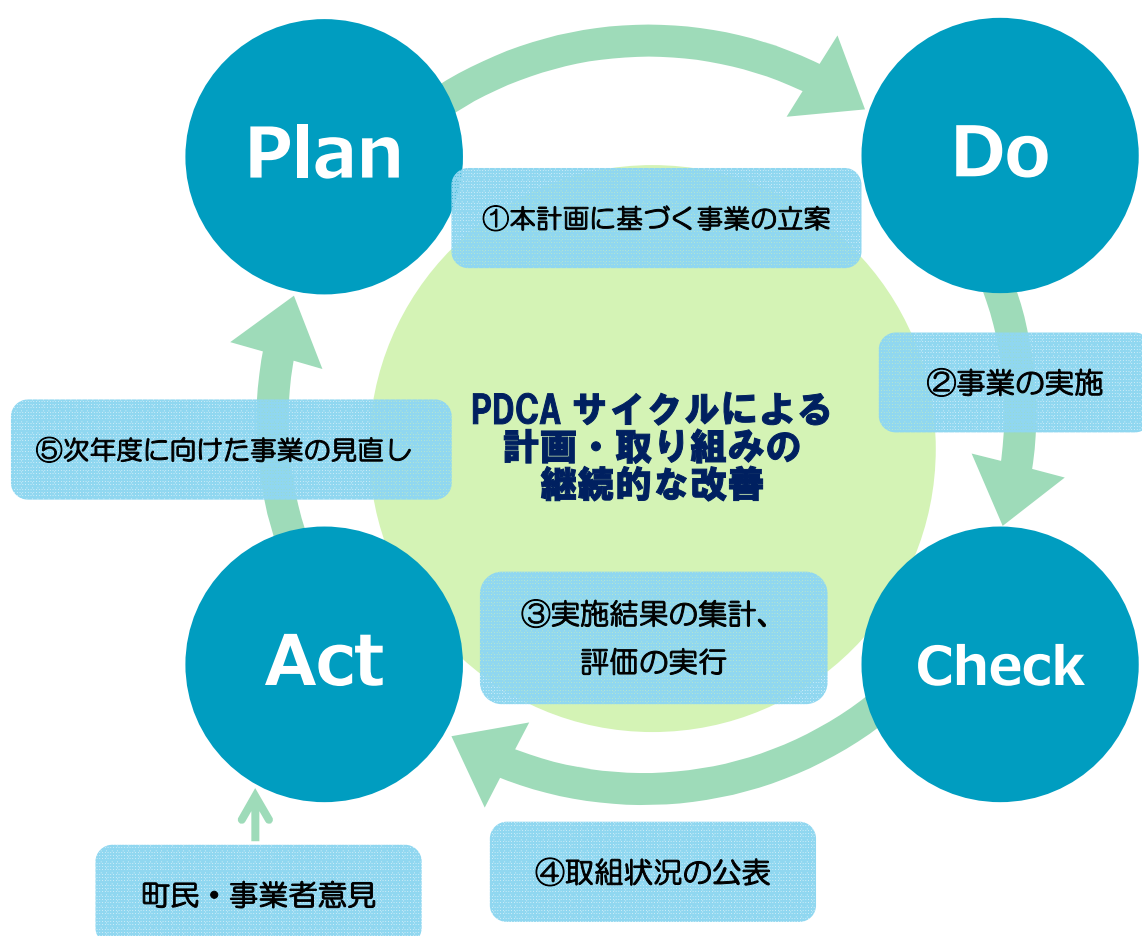 Plan
Do
①本計画に基づく事業の立案
②事業の実施
PDCA サイクルによる
計画・取り組みの
継続的な改善
⑤次年度に向けた事業の見直し
③実施結果の集計、
評価の実行
Act
Check
④取組状況の公表
町民・事業者意見